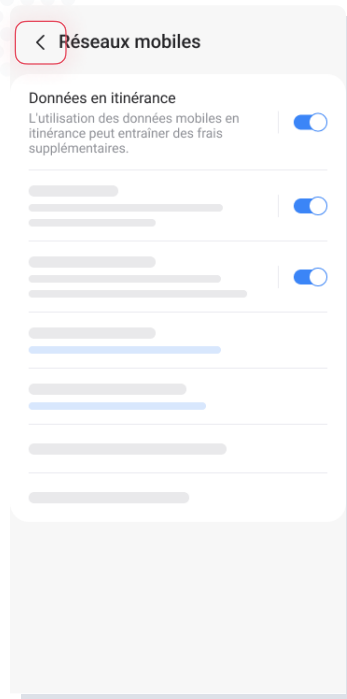 Réseaux mobiles
Données en itinérance
L'utilisation des données mobiles en
itinérance peut entraîner des frais
supplémentaires.